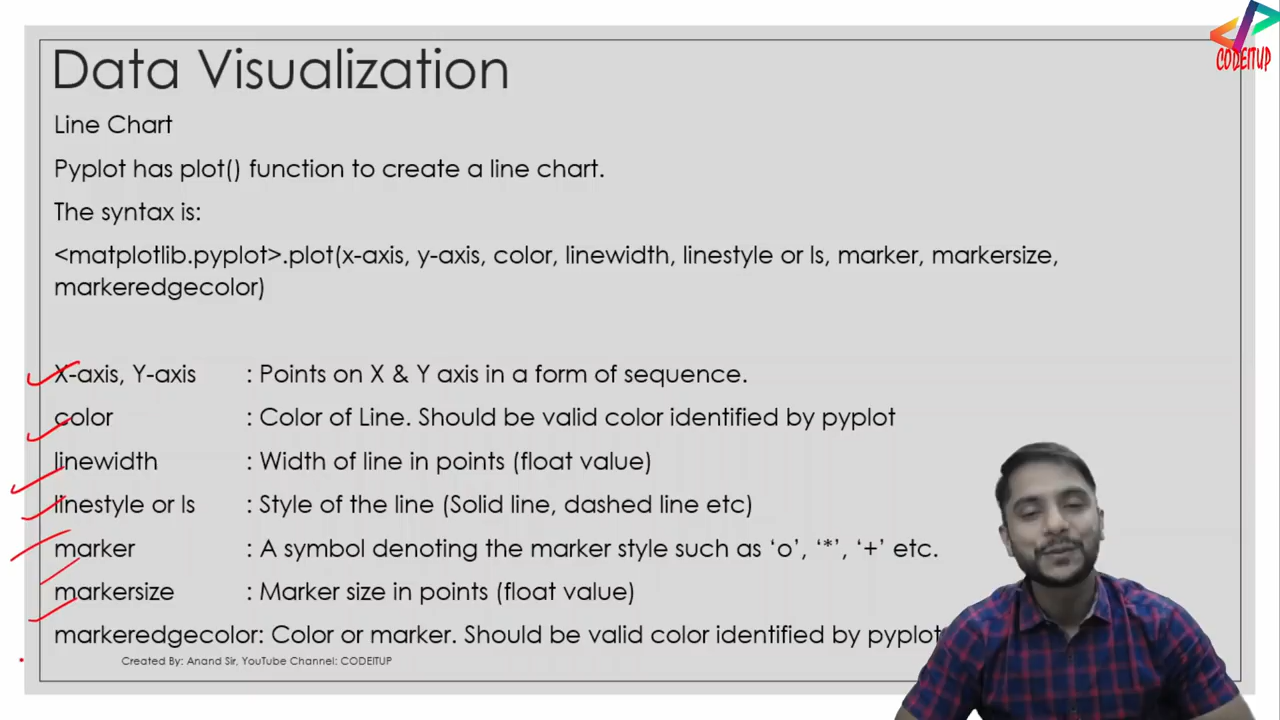 CODEITUP
Data Visualization
Line Chart
Pyplot has plot() function to create a line chart.
The syntax is:
<matplotlib.pyplot>.plot(x-axis, y-axis, color, linewidth, linestyle or ls, marker, markersize,
markeredgecolor)
X-axis, Y-axis : Points on X & Y axis in a form of sequence.
color : Color of Line. Should be valid color identified by pyplot
linewidth : Width of line in points (float value)
linestyle or ls : Style of the line (Solid line, dashed line etc)
marker : A symbol denoting the marker style such as ‘o’, ‘*’, ‘+’ etc.
markersize : Marker size in points (float value)
markeredgecolor: Color or marker. Should be valid color identified by pyplot
Created By: Anand Sir, YouTube Channel: CODEITUP